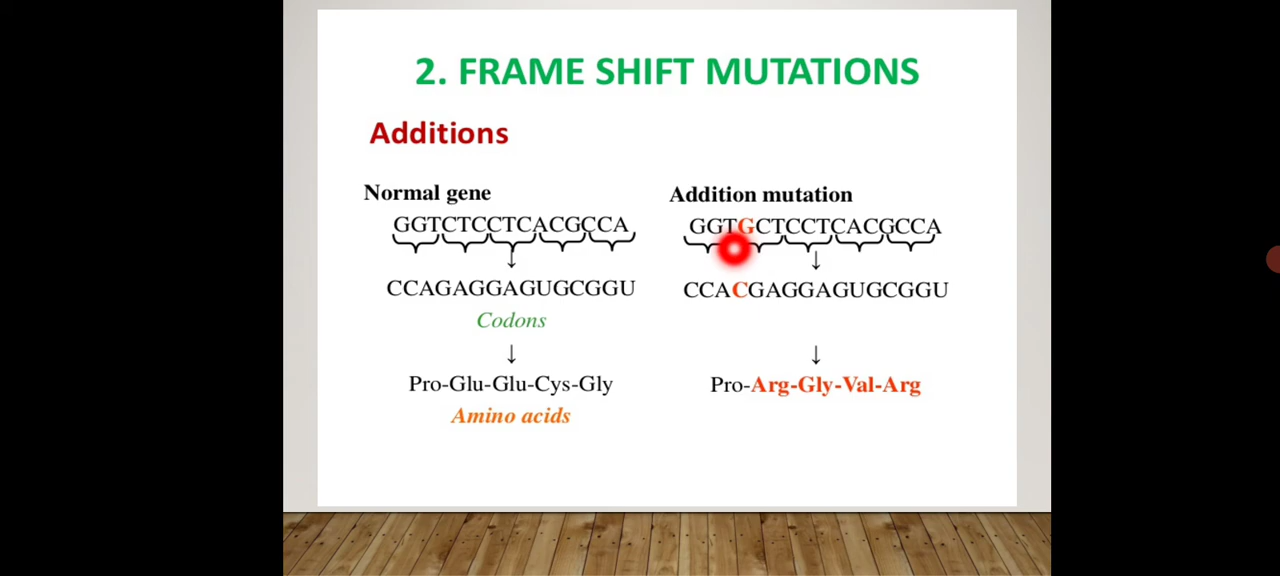 2. FRAME SHIFT MUTATIONS
Additions
Normal gene
GGTCTCCTCACGCCA
↓
CCAGAGGAGUGCGGU
Codons
↓
Pro-Glu-Glu-Cys-Gly
Amino acids
Addition mutation
GGTGCTCCTCACGCCA
↓
CCACGAGGAGUGCGGU
↓
Pro-Arg-Gly-Val-Arg